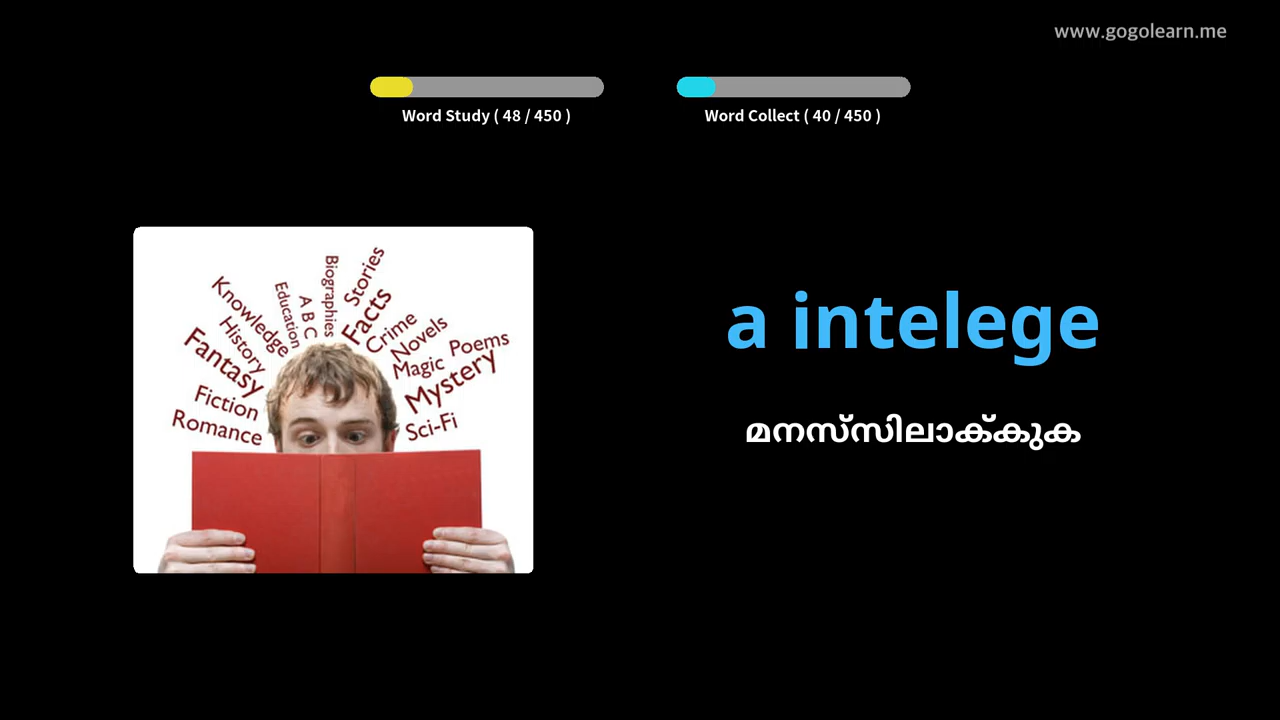 www.gogolearn.me
Word Study ( 48 / 450 )
Word Collect ( 40 / 450 )
Biographies
Stories
Education
A B C
Facts
Knowledge
Crime
History
Novels
Fantasy
Magic
Poems
Mystery
Fiction
Romance
Sci-Fi
a intelege
മനസ്സിലാക്കുക